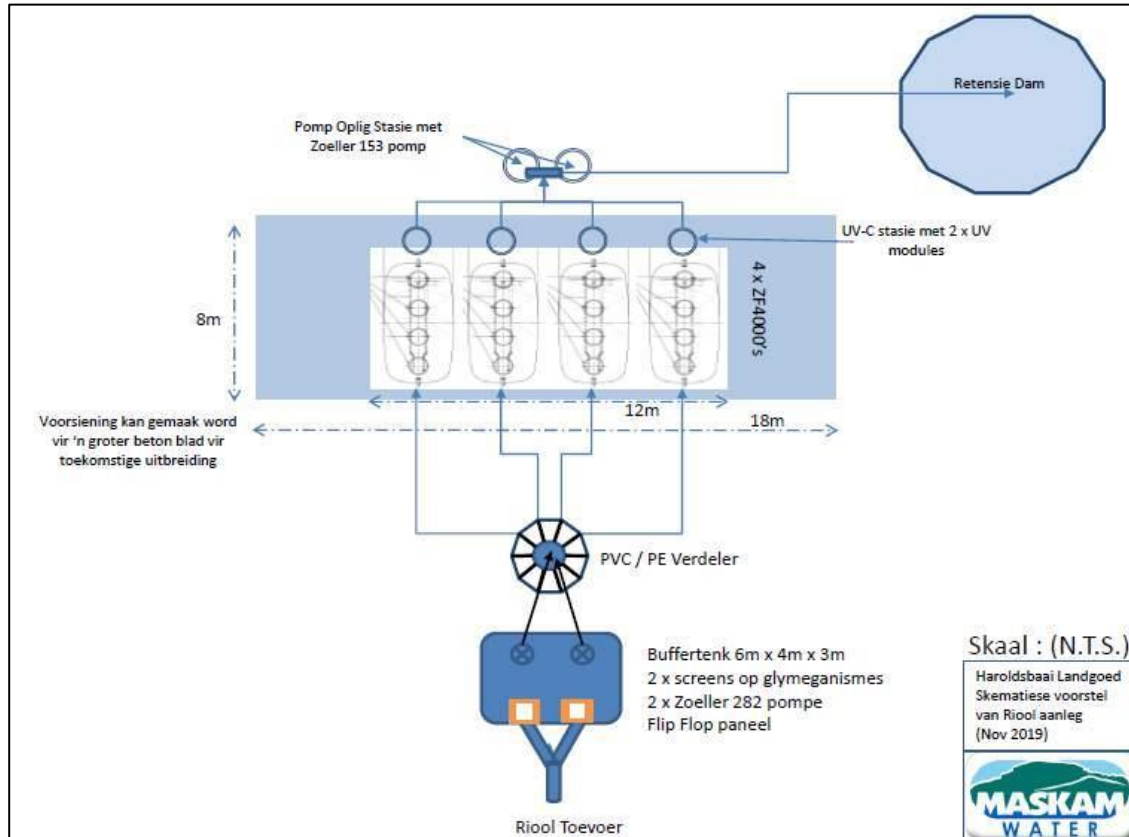 Retensie Dam
Pomp Oplig Stasie met
Zoeller 153 pomp
UV-C stasie met 2 x UV
modules
4 x ZF4000's
8m
12m
18m
Voorsiening kan gemaak word
vir 'n groter beton blad vir
toekomstige uitbreiding
PVC / PE Verdeler
Buffertenk 6m x 4m x 3m
2 x screens op glymeganismes
2 x Zoeller 282 pompe
Flip Flop paneel
Riool Toevoer
Skaal : (N.T.S.)
Haroldsbaai Landgoed
Skematiese voorstel
van Riool aanleg
(Nov 2019)
MASKAM
WATER